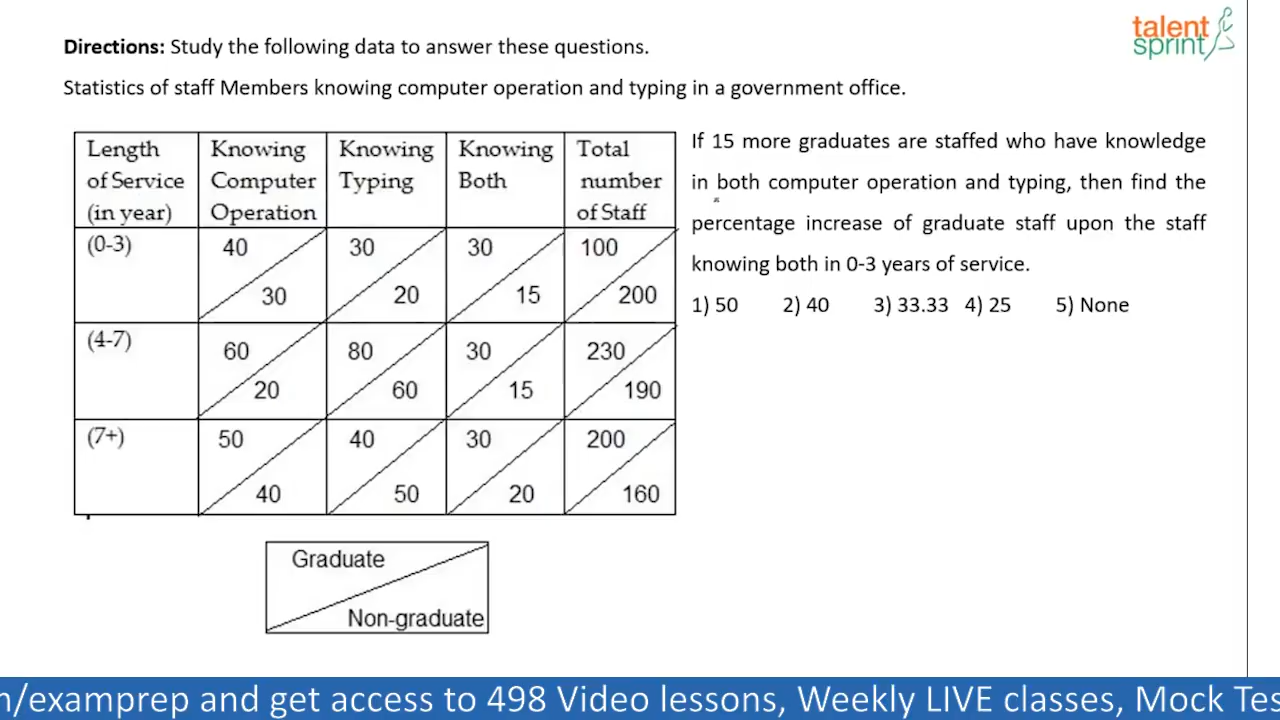 talent
sprint
Directions: Study the following data to answer these questions.
Statistics of staff Members knowing computer operation and typing in a government office.
Length of Service (in year) Knowing Computer Operation Knowing Typing Knowing Both Total number of Staff
(0-3) 40 30 30 20 30 15 100 200
(4-7) 60 20 80 60 30 15 230 190
(7+) 50 40 40 50 30 20 200 160
Graduate
Non-graduate
If 15 more graduates are staffed who have knowledge
in both computer operation and typing, then find the
percentage increase of graduate staff upon the staff
knowing both in 0-3 years of service.
1) 50 2) 40 3) 33.33 4) 25 5) None
n/examprep and get access to 498 Video lessons, Weekly LIVE classes, Mock Tes